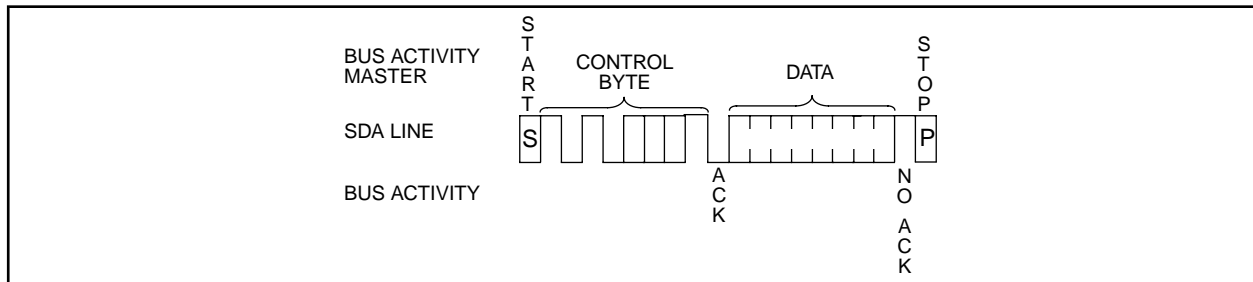 START
BUS ACTIVITY
MASTER
CONTROL
BYTE
DATA
STOP
SDA LINE
S
P
BUS ACTIVITY
ACK
NO ACK